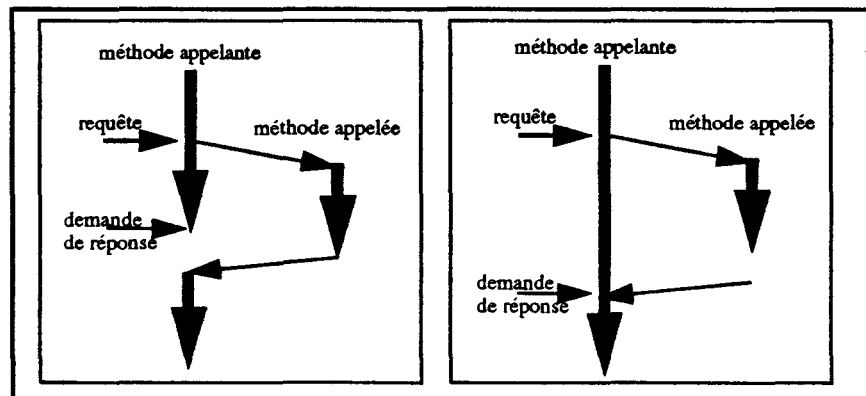 méthode appelante
requête
méthode appelée
demande
de réponse
méthode appelante
requête
méthode appelée
demande
de réponse